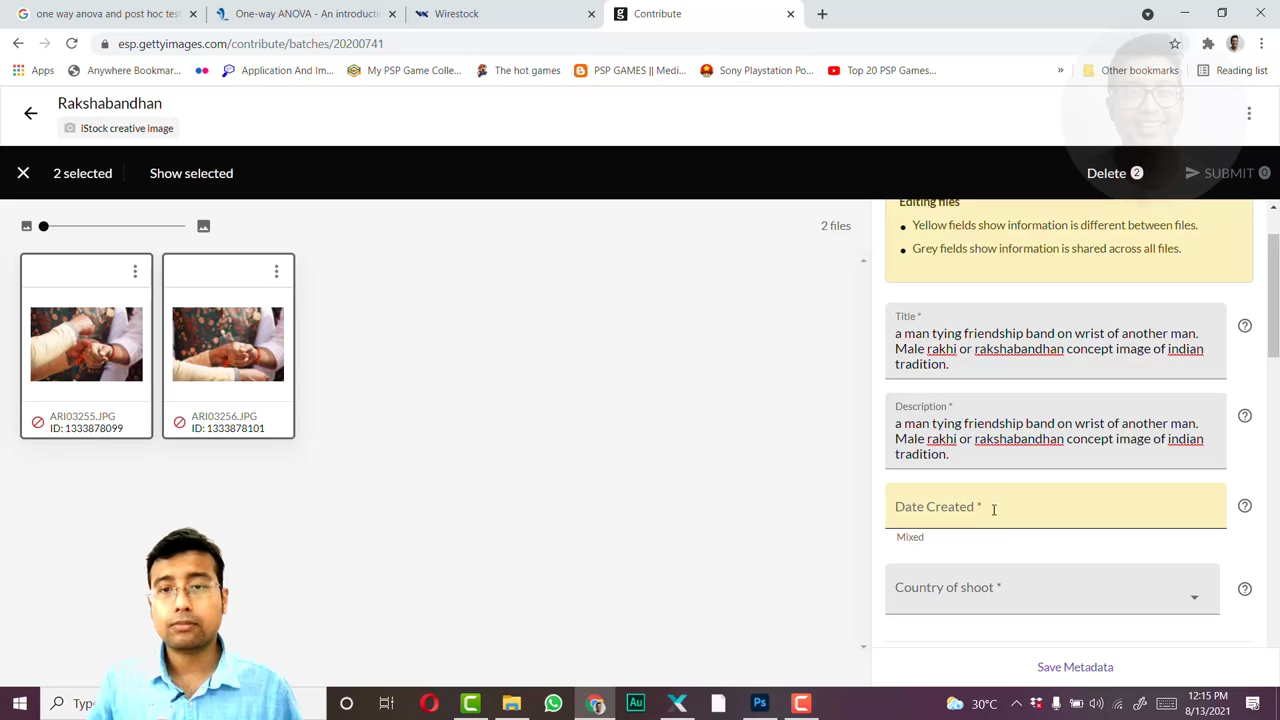 one way anova and post hoc test
One-way ANOVA - An introductio
Wirestock
Contribute
esp.gettyimages.com/contribute/batches/20200741
Apps
Anywhere Bookmar...
Application And Im...
My PSP Game Collec...
The hot games
PSP GAMES || Medi...
Sony Playstation Po...
Top 20 PSP Games...
»
Other bookmarks
Reading list
Rakshabandhan
iStock creative image
2 selected
Show selected
Delete 2
SUBMIT 0
2 files
ARI03255.JPG
ID: 1333878099
ARI03256.JPG
ID: 1333878101
Editing files
Yellow fields show information is different between files.
Grey fields show information is shared across all files.
Title *
a man tying friendship band on wrist of another man.
Male rakhi or rakshabandhan concept image of indian
tradition.
Description *
a man tying friendship band on wrist of another man.
Male rakhi or rakshabandhan concept image of indian
tradition.
Date Created *
Mixed
Country of shoot *
Save Metadata
Type
Au
Ps
30°C
12:15 PM
8/13/2021